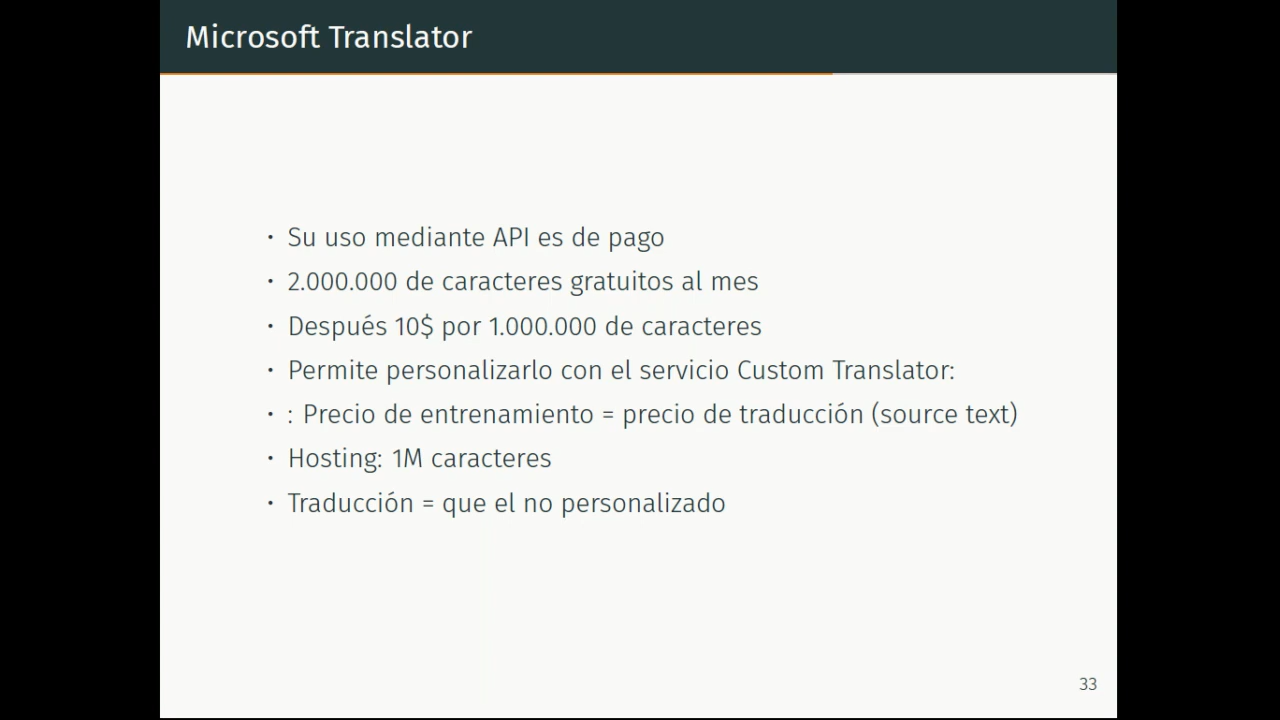 Microsoft Translator
· Su uso mediante API es de pago
· 2.000.000 de caracteres gratuitos al mes
· Después 10$ por 1.000.000 de caracteres
· Permite personalizarlo con el servicio Custom Translator:
· : Precio de entrenamiento = precio de traducción (source text)
· Hosting: 1M caracteres
· Traducción = que el no personalizado
33